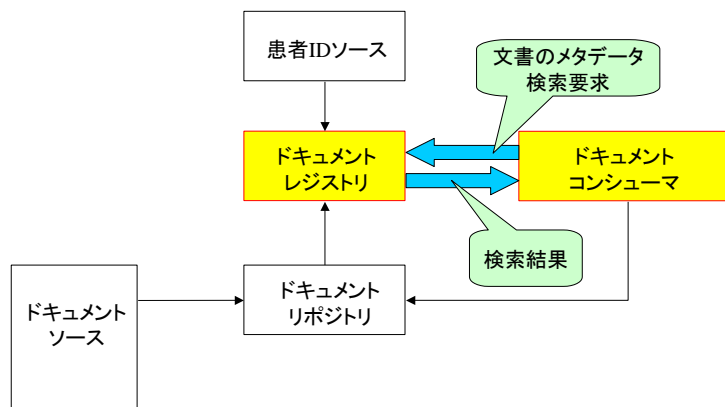 患者IDソース
文書のメタデータ
検索要求
ドキュメント
レジストリ
ドキュメント
コンシューマ
検索結果
ドキュメント
リポジトリ
ドキュメント
ソース